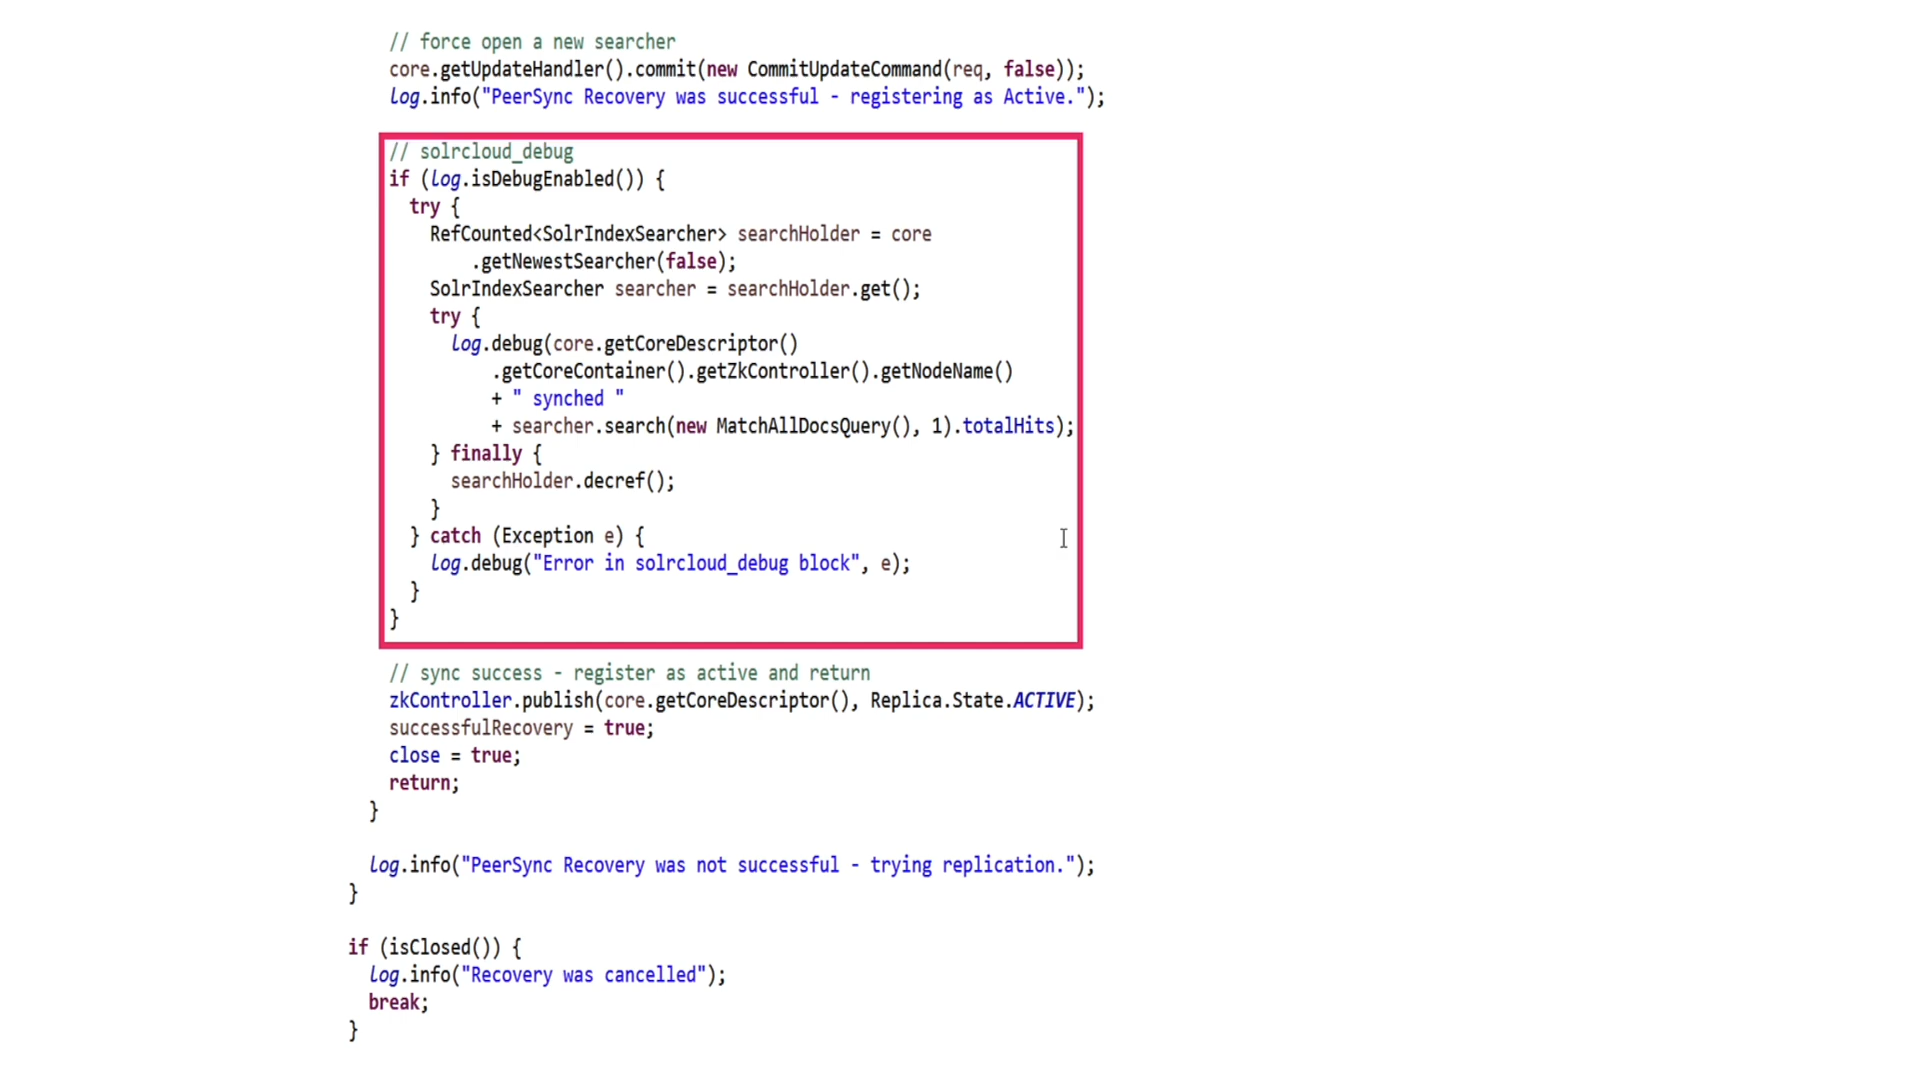 // force open a new searcher
core.getUpdateHandler().commit(new CommitUpdateCommand(req, false));
log.info("PeerSync Recovery was successful - registering as Active.");
// solrcloud_debug
if (log.isDebugEnabled()) {
try {
RefCounted<SolrIndexSearcher> searchHolder = core
.getNewestSearcher(false);
SolrIndexSearcher searcher = searchHolder.get();
try {
log.debug(core.getCoreDescriptor()
.getCoreContainer().getZkController().getNodeName()
+ " synched "
+ searcher.search(new MatchAllDocsQuery(), 1).totalHits);
} finally {
searchHolder.decref();
}
} catch (Exception e) {
log.debug("Error in solrcloud_debug block", e);
}
}
// sync success - register as active and return
zkController.publish(core.getCoreDescriptor(), Replica.State.ACTIVE);
successfulRecovery = true;
close = true;
return;
}
log.info("PeerSync Recovery was not successful - trying replication.");
}
if (isClosed()) {
log.info("Recovery was cancelled");
break;
}